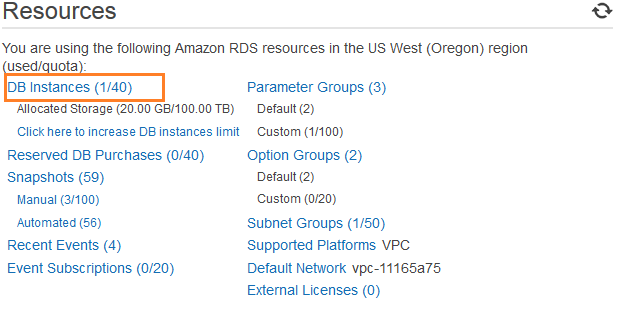 Resources
You are using the following Amazon RDS resources in the US West (Oregon) region
(used/quota):
DB Instances (1/40)
Allocated Storage (20.00 GB/100.00 TB)
Click here to increase DB instances limit
Reserved DB Purchases (0/40)
Snapshots (59)
Manual (3/100)
Automated (56)
Recent Events (4)
Event Subscriptions (0/20)
Parameter Groups (3)
Default (2)
Custom (1/100)
Option Groups (2)
Default (2)
Custom (0/20)
Subnet Groups (1/50)
Supported Platforms VPC
Default Network vpc-11165a75
External Licenses (0)